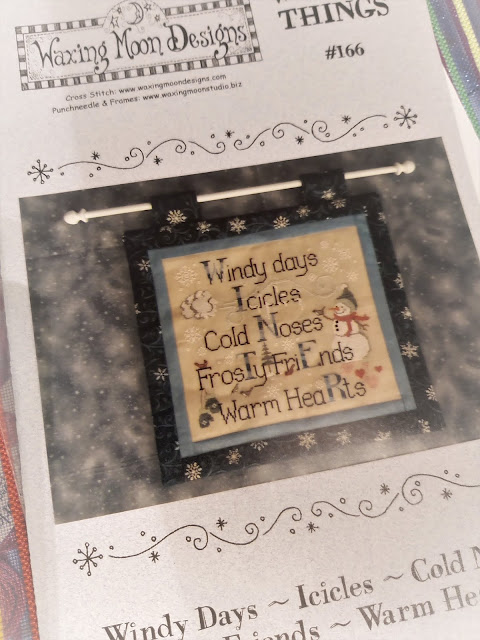 Waxing Moon Designs
Cross Stitch: www.waxingmoondesigns.com
Punchneedle & Frames: www.waxingmoonstudio.biz
THINGS
#166
Windy days
Icicles
Cold Noses
Frosty FriEnds
Warm HeaRts
Windy Days ~ Icicles ~ Cold N
Friends ~ Warm Hea